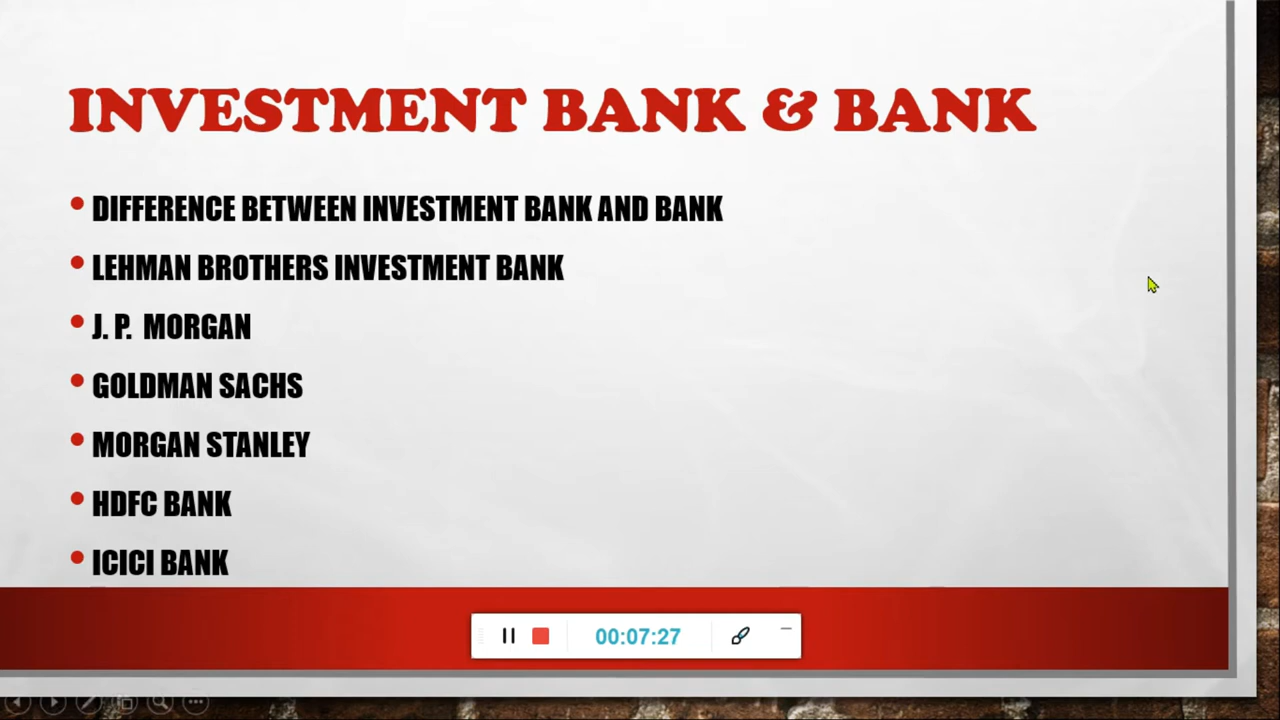 INVESTMENT BANK & BANK
• DIFFERENCE BETWEEN INVESTMENT BANK AND BANK
• LEHMAN BROTHERS INVESTMENT BANK
• J. P. MORGAN
• GOLDMAN SACHS
• MORGAN STANLEY
• HDFC BANK
• ICICI BANK
00:07:27